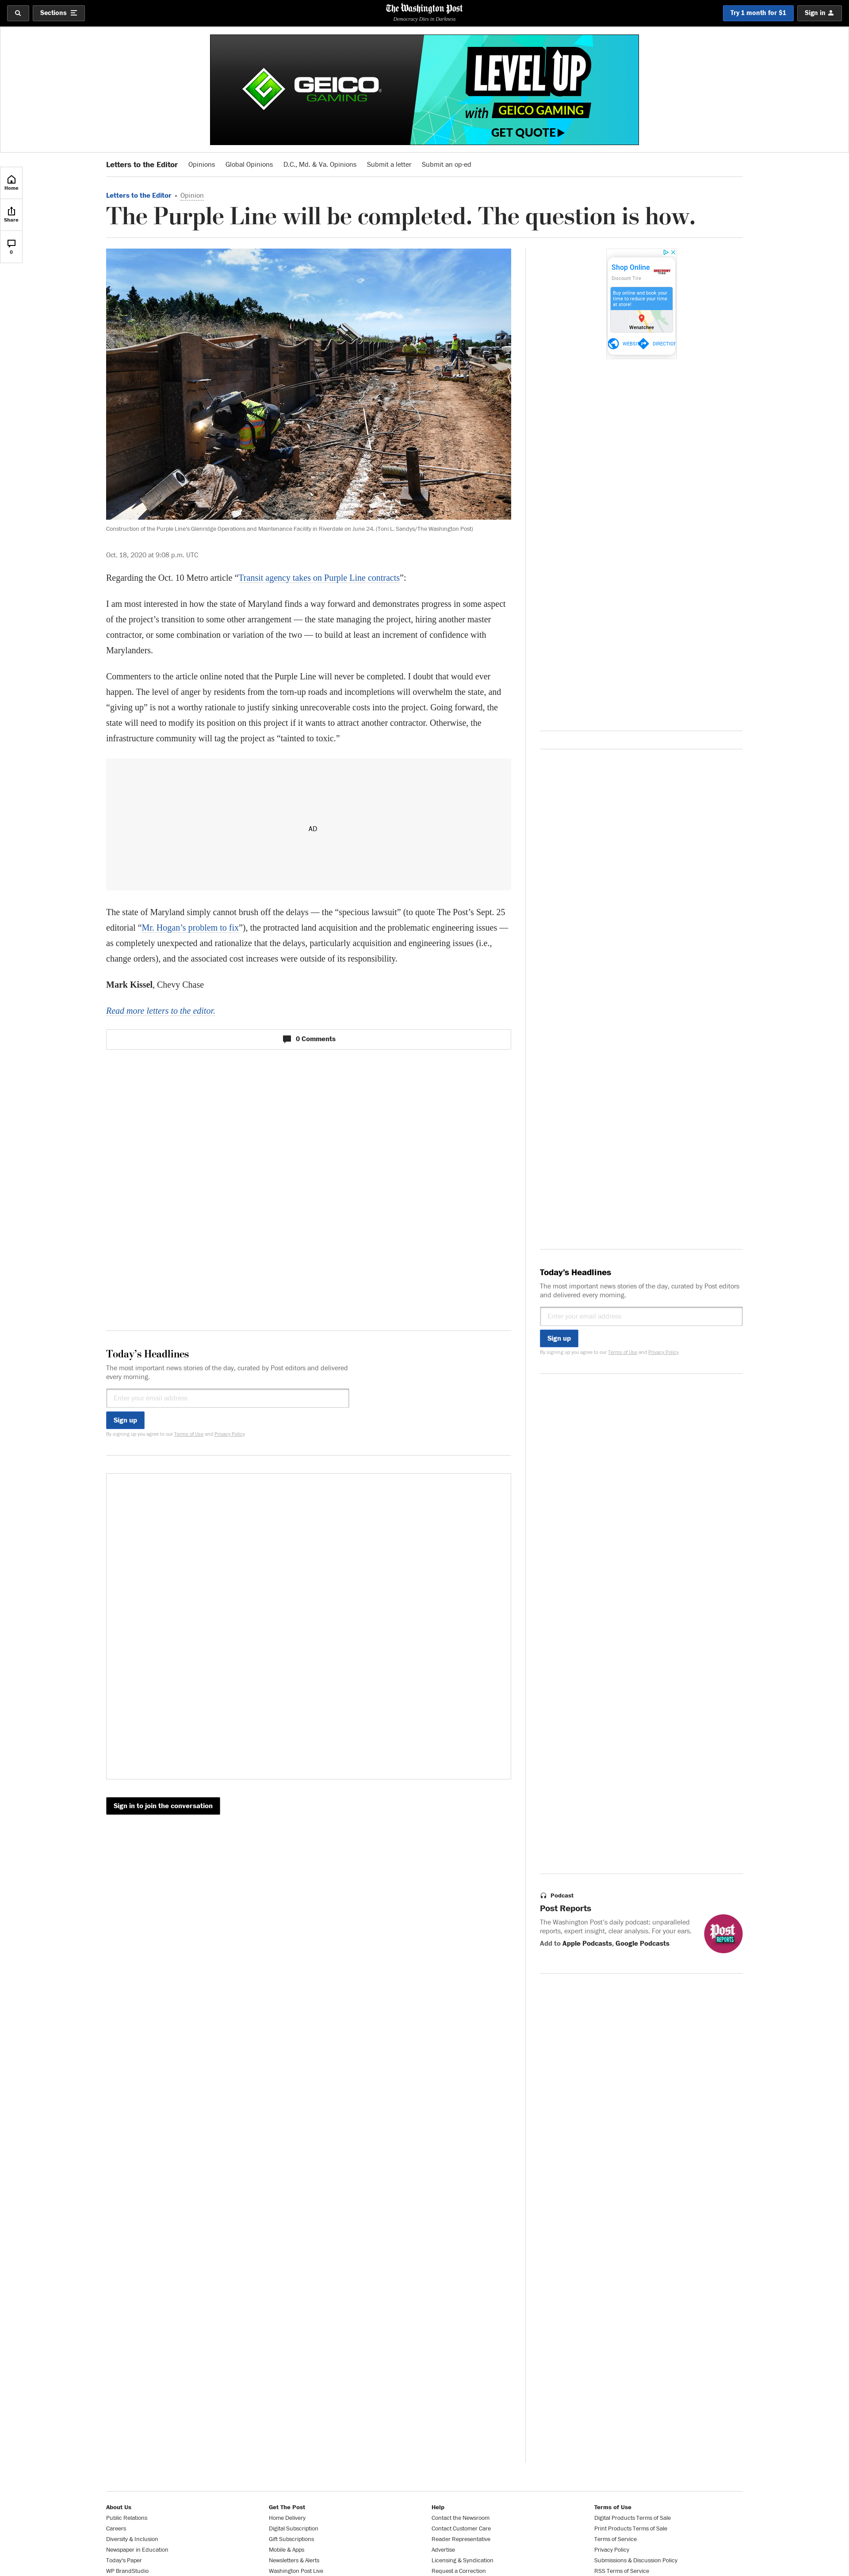 Sections
The Washington Post
Democracy Dies in Darkness
Try 1 month for $1
Sign in
GEICO
GAMING
LEVEL UP
with GEICO GAMING
GET QUOTE
Letters to the Editor
Opinions
Global Opinions
D.C., Md. & Va. Opinions
Submit a letter
Submit an op-ed
Home
Share
0
Letters to the Editor • Opinion
The Purple Line will be completed. The question is how.
Construction of the Purple Line's Glenridge Operations and Maintenance Facility in Riverdale on June 24. (Toni L. Sandys/The Washington Post)
Oct. 18, 2020 at 9:08 p.m. UTC
Regarding the Oct. 10 Metro article “Transit agency takes on Purple Line contracts”:
I am most interested in how the state of Maryland finds a way forward and demonstrates progress in some aspect
of the project’s transition to some other arrangement — the state managing the project, hiring another master
contractor, or some combination or variation of the two — to build at least an increment of confidence with
Marylanders.
Commenters to the article online noted that the Purple Line will never be completed. I doubt that would ever
happen. The level of anger by residents from the torn-up roads and incompletions will overwhelm the state, and
“giving up” is not a worthy rationale to justify sinking unrecoverable costs into the project. Going forward, the
state will need to modify its position on this project if it wants to attract another contractor. Otherwise, the
infrastructure community will tag the project as “tainted to toxic.”
AD
The state of Maryland simply cannot brush off the delays — the “specious lawsuit” (to quote The Post’s Sept. 25
editorial “Mr. Hogan’s problem to fix”), the protracted land acquisition and the problematic engineering issues —
as completely unexpected and rationalize that the delays, particularly acquisition and engineering issues (i.e.,
change orders), and the associated cost increases were outside of its responsibility.
Mark Kissel, Chevy Chase
Read more letters to the editor.
0 Comments
Today’s Headlines
The most important news stories of the day, curated by Post editors and delivered
every morning.
Enter your email address
Sign up
By signing up you agree to our Terms of Use and Privacy Policy
Sign in to join the conversation
Shop Online
Discount Tire
Buy online and book your
time to reduce your time
at store!
Wenatchee
WEBSI
DIRECTION
Today’s Headlines
The most important news stories of the day, curated by Post editors
and delivered every morning.
Enter your email address
Sign up
By signing up you agree to our Terms of Use and Privacy Policy
Podcast
Post Reports
The Washington Post's daily podcast: unparalleled
reports, expert insight, clear analysis. For your ears.
Add to Apple Podcasts, Google Podcasts
Post
REPORTS
About Us
Public Relations
Careers
Diversity & Inclusion
Newspaper in Education
Today's Paper
WP BrandStudio
Get The Post
Home Delivery
Digital Subscription
Gift Subscriptions
Mobile & Apps
Newsletters & Alerts
Washington Post Live
Help
Contact the Newsroom
Contact Customer Care
Reader Representative
Advertise
Licensing & Syndication
Request a Correction
Terms of Use
Digital Products Terms of Sale
Print Products Terms of Sale
Terms of Service
Privacy Policy
Submissions & Discussion Policy
RSS Terms of Service